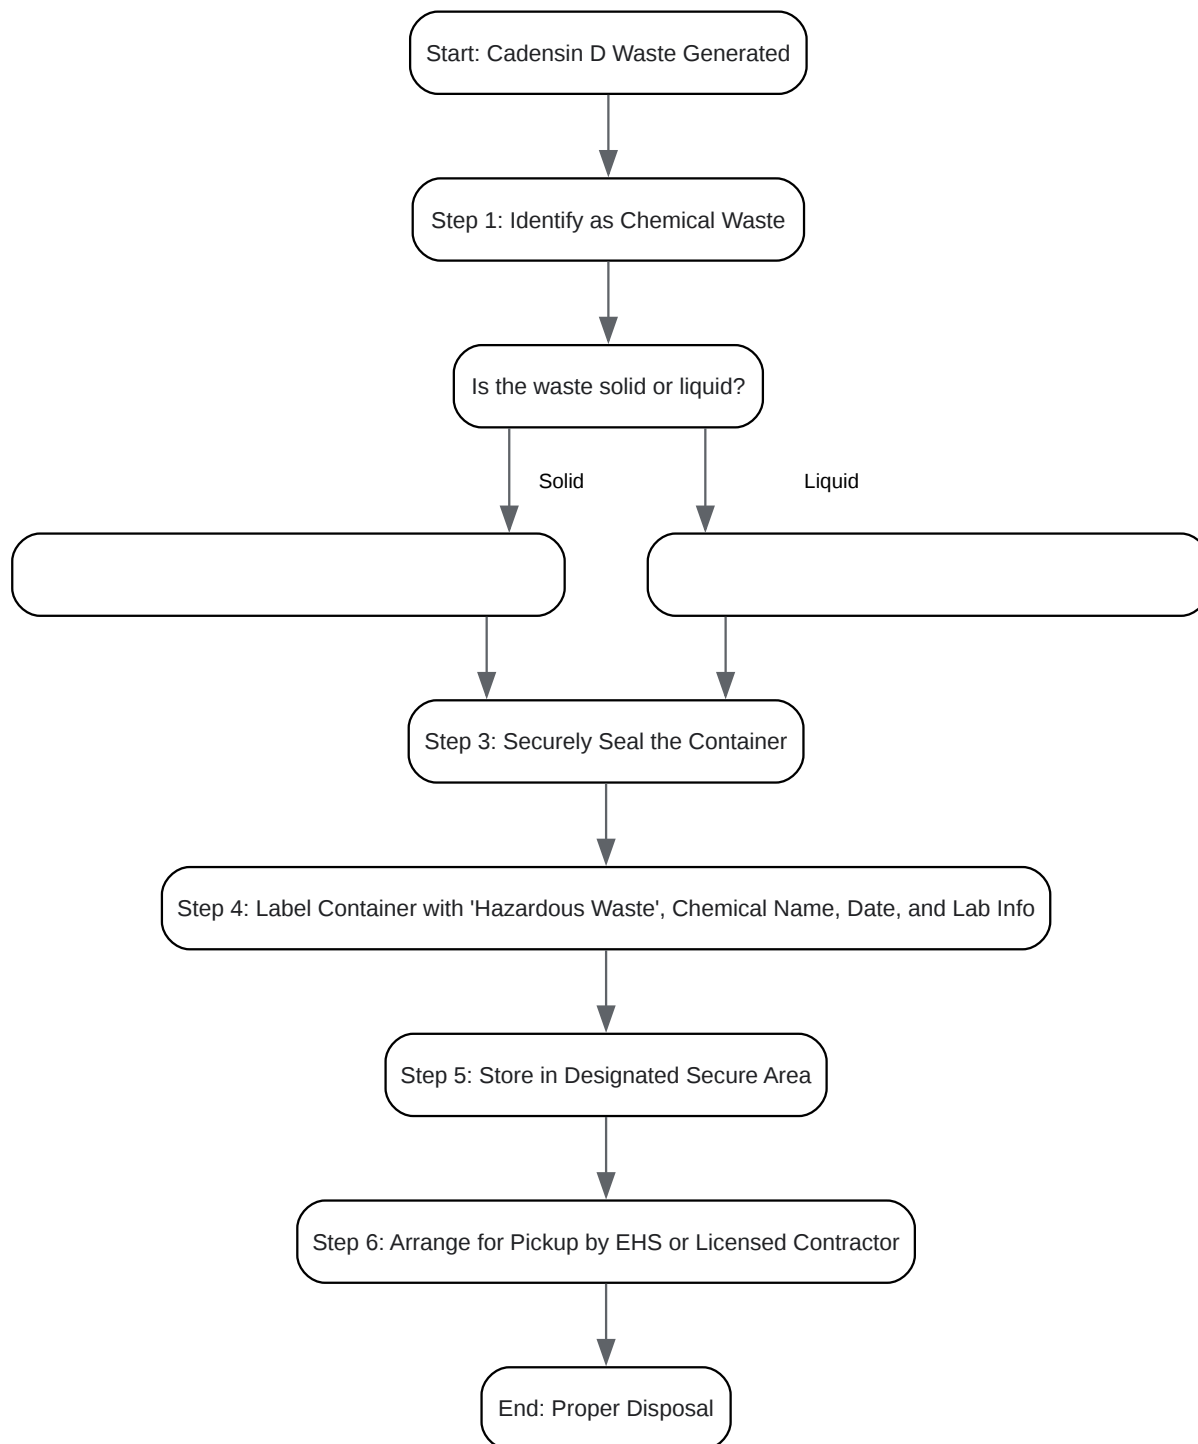 Start: Cadensin D Waste Generated
Step 1: Identify as Chemical Waste
Is the waste solid or liquid?
Solid
Liquid
Step 3: Securely Seal the Container
Step 4: Label Container with 'Hazardous Waste', Chemical Name, Date, and Lab Info
Step 5: Store in Designated Secure Area
Step 6: Arrange for Pickup by EHS or Licensed Contractor
End: Proper Disposal